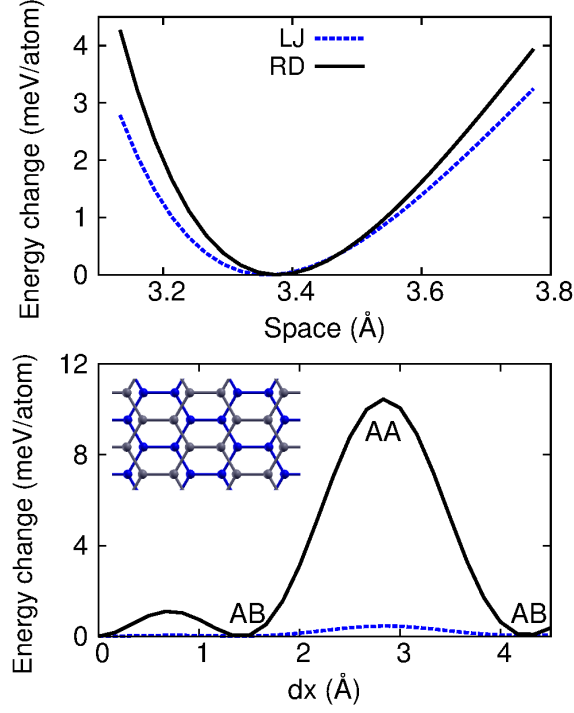 Energy change (meV/atom)
4
3
2
1
0
LJ
RD
3.2
3.4
3.6
3.8
Space (Å)
Energy change (meV/atom)
12
8
4
0
AA
AB
AB
0
1
2
3
4
dx (Å)